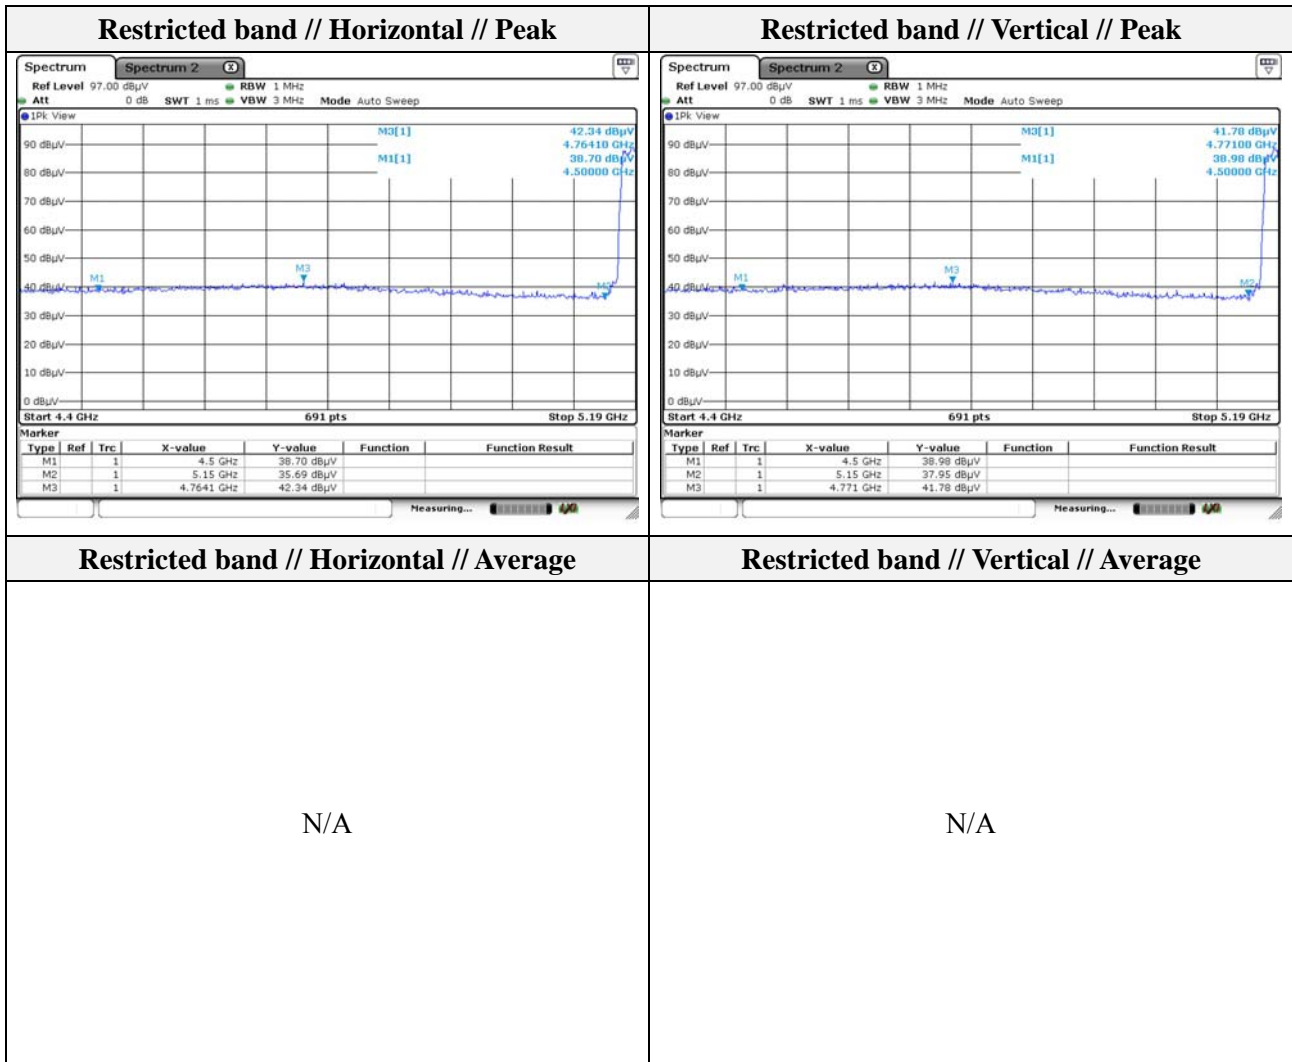 Restricted band // Horizontal // Peak
Spectrum Spectrum 2
Ref Level 97.00 dBµV RBW 1 MHz
Att 0 dB SWT 1 ms VBW 3 MHz Mode Auto Sweep
1Pk View
M3[1] 42.34 dBµV
4.76410 GHz
M1[1] 38.70 dBµV
4.50000 GHz
90 dBµV
80 dBµV
70 dBµV
60 dBµV
50 dBµV
40 dBµV
30 dBµV
20 dBµV
10 dBµV
0 dBµV
M1
M3
M2
Start 4.4 GHz 691 pts Stop 5.19 GHz
Marker
Type Ref Trc X-value Y-value Function Function Result
M1 1 4.5 GHz 38.70 dBµV
M2 1 5.15 GHz 35.69 dBµV
M3 1 4.7641 GHz 42.34 dBµV
Measuring...
Restricted band // Vertical // Peak
Spectrum Spectrum 2
Ref Level 97.00 dBµV RBW 1 MHz
Att 0 dB SWT 1 ms VBW 3 MHz Mode Auto Sweep
1Pk View
M3[1] 41.78 dBµV
4.77100 GHz
M1[1] 38.98 dBµV
4.50000 GHz
90 dBµV
80 dBµV
70 dBµV
60 dBµV
50 dBµV
40 dBµV
30 dBµV
20 dBµV
10 dBµV
0 dBµV
M1
M3
M2
Start 4.4 GHz 691 pts Stop 5.19 GHz
Marker
Type Ref Trc X-value Y-value Function Function Result
M1 1 4.5 GHz 38.98 dBµV
M2 1 5.15 GHz 37.95 dBµV
M3 1 4.771 GHz 41.78 dBµV
Measuring...
Restricted band // Horizontal // Average
N/A
Restricted band // Vertical // Average
N/A